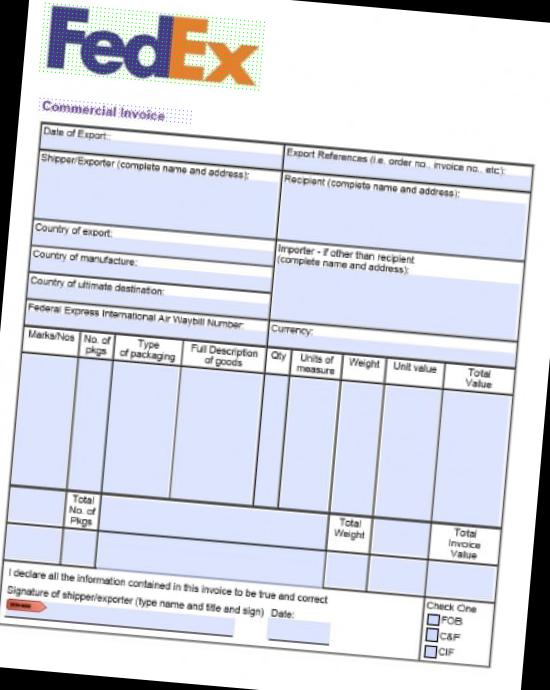 FedEx
Commercial Invoice
Date of Export:
Export References (i.e. order no., invoice no., etc):
Shipper/Exporter (complete name and address):
Recipient (complete name and address):
Country of export:
Importer - if other than recipient
(complete name and address):
Country of manufacture:
Country of ultimate destination:
Federal Express International Air Waybill Number:
Currency:
Marks/Nos No. of pkgs Type of packaging Full Description of goods Qty Units of measure Weight Unit value Total Value
Total No. of Pkgs
Total Weight
Total Invoice Value
I declare all the information contained in this invoice to be true and correct
Signature of shipper/exporter (type name and title and sign) Date:
Check One
FOB
C&F
CIF